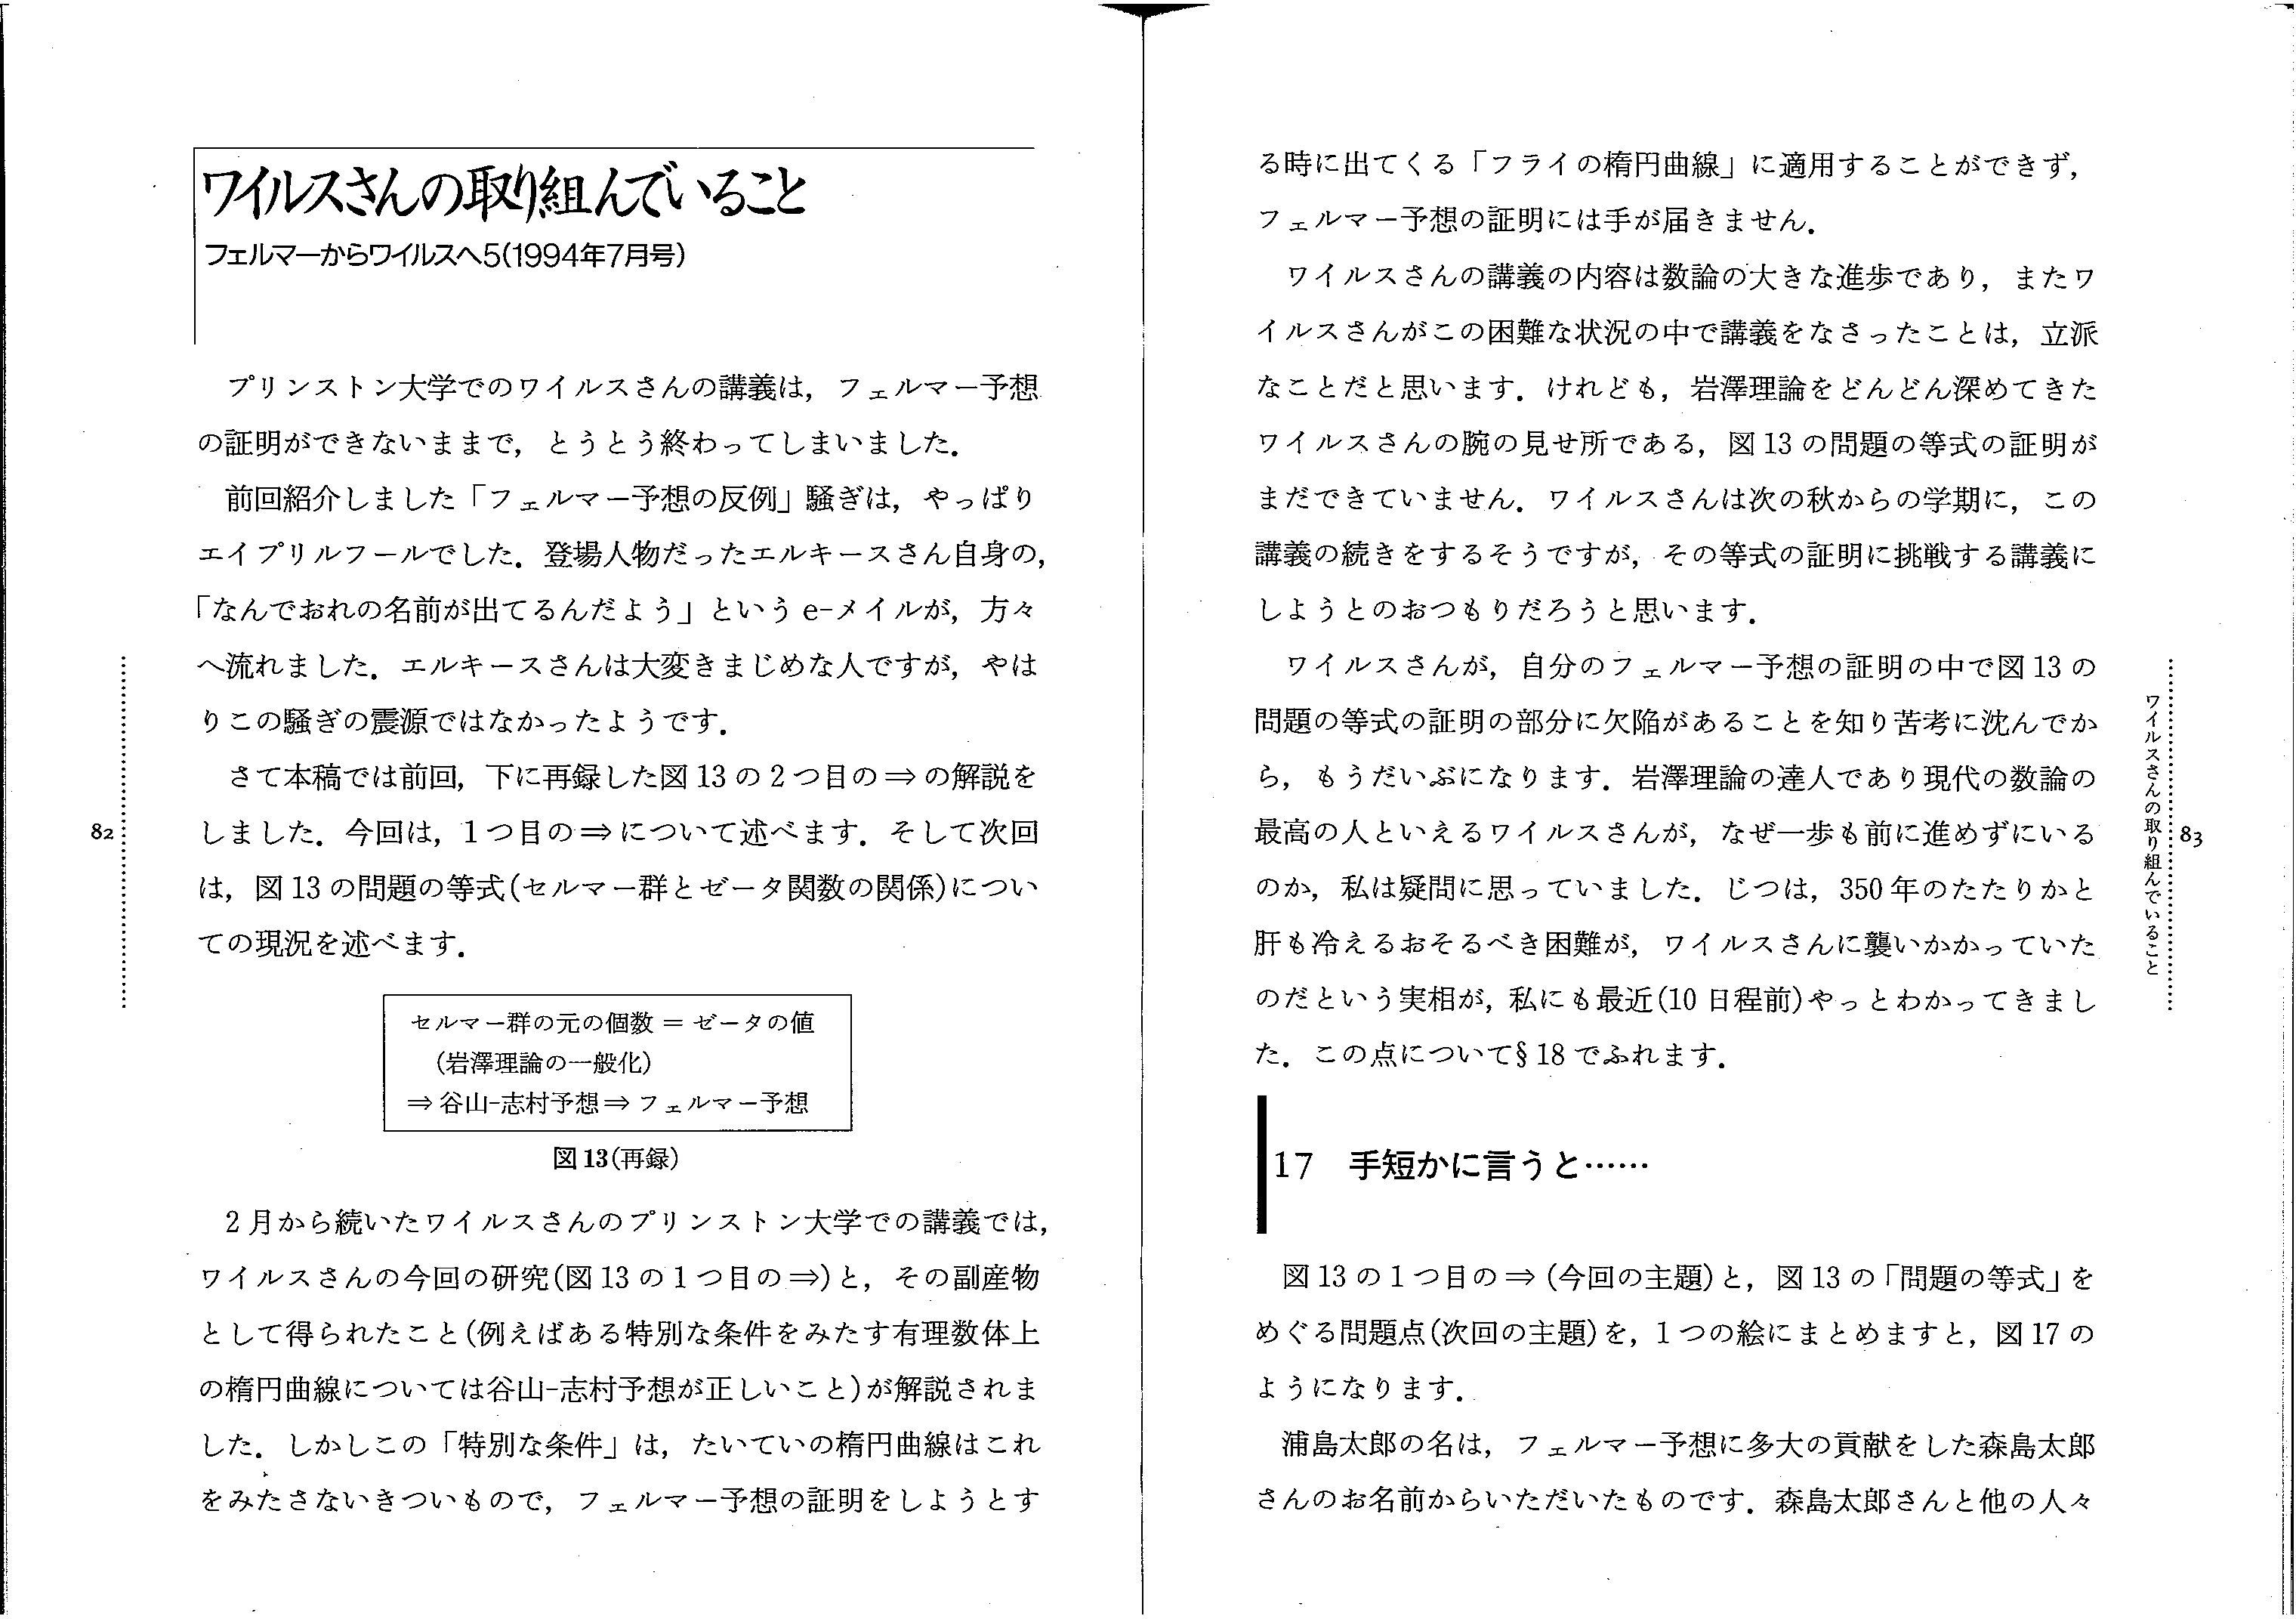 ワイルスさんの取り組んでいること
フェルマーからワイルスへ5(1994年7月号)
プリンストン大学でのワイルスさんの講義は，フェルマー予想
の証明ができないままで，とうとう終わってしまいました．
前回紹介しました「フェルマー予想の反例」騒ぎは，やっぱり
エイプリルフールでした．登場人物だったエルキースさん自身の，
「なんでおれの名前が出てるんだよう」という e-メイルが，方々
へ流れました．エルキースさんは大変きまじめな人ですが，やは
りこの騒ぎの震源ではなかったようです．
さて本稿では前回，下に再録した図 13 の 2 つ目の ⇒ の解説を
しました．今回は，1 つ目の ⇒ について述べます．そして次回
は，図 13 の問題の等式(セルマー群とゼータ関数の関係)につい
ての現況を述べます．
セルマー群の元の個数 ＝ ゼータの値
(岩澤理論の一般化)
⇒ 谷山-志村予想 ⇒ フェルマー予想
図 13(再録)
2 月から続いたワイルスさんのプリンストン大学での講義では，
ワイルスさんの今回の研究(図 13 の 1 つ目の ⇒)と，その副産物
として得られたこと(例えばある特別な条件をみたす有理数体上
の楕円曲線については谷山-志村予想が正しいこと)が解説されま
した．しかしこの「特別な条件」は，たいていの楕円曲線はこれ
をみたさないきついもので，フェルマー予想の証明をしようとす
82
る時に出てくる「フライの楕円曲線」に適用することができず，
フェルマー予想の証明には手が届きません．
ワイルスさんの講義の内容は数論の大きな進歩であり，またワ
イルスさんがこの困難な状況の中で講義をなさったことは，立派
なことだと思います．けれども，岩澤理論をどんどん深めてきた
ワイルスさんの腕の見せ所である，図 13 の問題の等式の証明が
まだできていません．ワイルスさんは次の秋からの学期に，この
講義の続きをするそうですが，その等式の証明に挑戦する講義に
しようとのおつもりだろうと思います．
ワイルスさんが，自分のフェルマー予想の証明の中で図 13 の
問題の等式の証明の部分に欠陥があることを知り苦考に沈んでか
ら，もうだいぶになります．岩澤理論の達人であり現代の数論の
最高の人といえるワイルスさんが，なぜ一歩も前に進めずにいる
のか，私は疑問に思っていました．じつは，350 年のたたりかと
肝も冷えるおそるべき困難が，ワイルスさんに襲いかかっていた
のだという実相が，私にも最近(10 日程前)やっとわかってきまし
た．この点について§18 でふれます．
17 手短かに言うと……
図 13 の 1 つ目の ⇒ (今回の主題)と，図 13 の「問題の等式」を
めぐる問題点(次回の主題)を，1 つの絵にまとめますと，図 17 の
ようになります．
浦島太郎の名は，フェルマー予想に多大の貢献をした森島太郎
さんのお名前からいただいたものです．森島太郎さんと他の人々
ワイルスさんの取り組んでいること
83